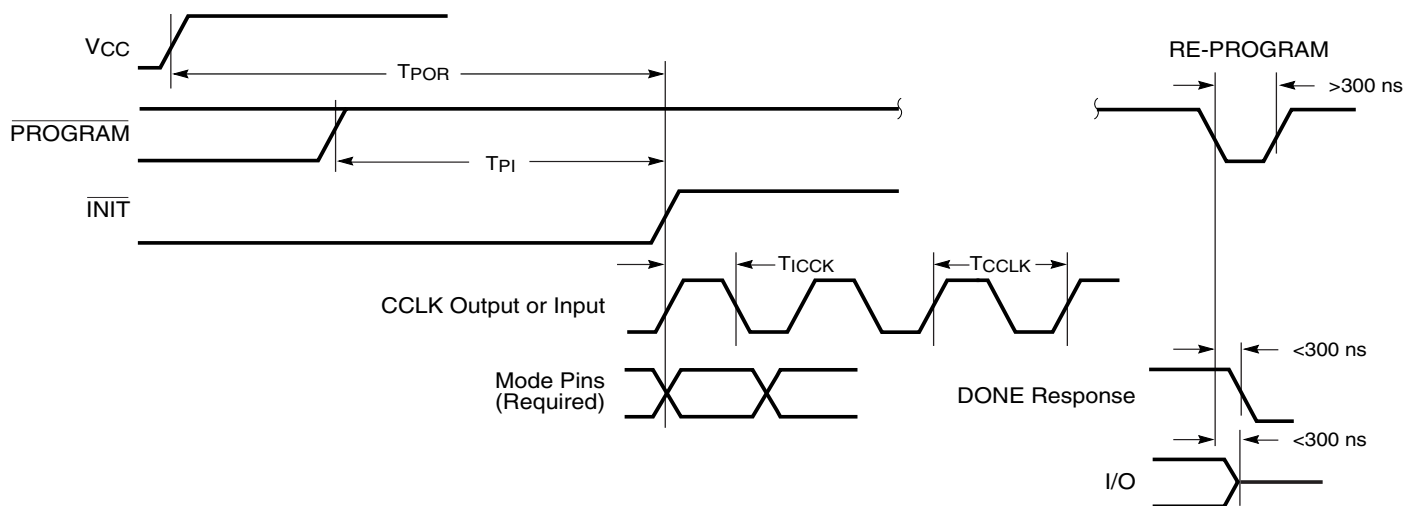 VCC
TPOR
RE-PROGRAM
>300 ns
PROGRAM
TPI
INIT
TICCK
TCCLK
CCLK Output or Input
<300 ns
Mode Pins
(Required)
DONE Response
<300 ns
I/O